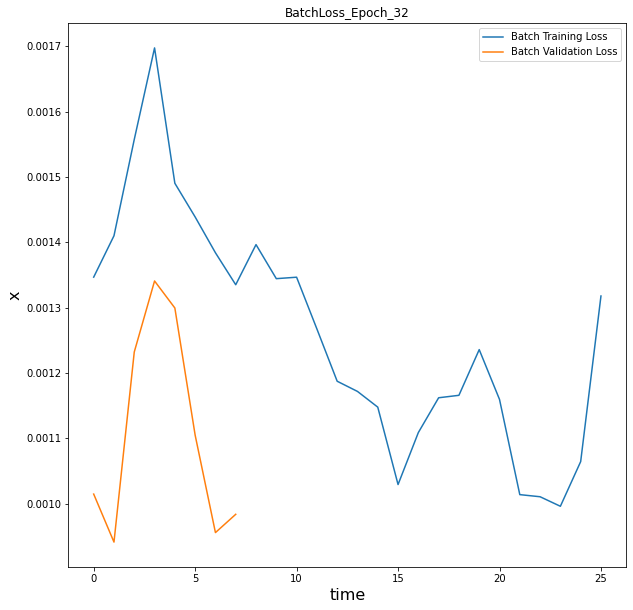 BatchLoss_Epoch_32
Batch Training Loss
Batch Validation Loss
0.0017
0.0016
0.0015
0.0014
0.0013
0.0012
0.0011
0.0010
x
0 5 10 15 20 25
time